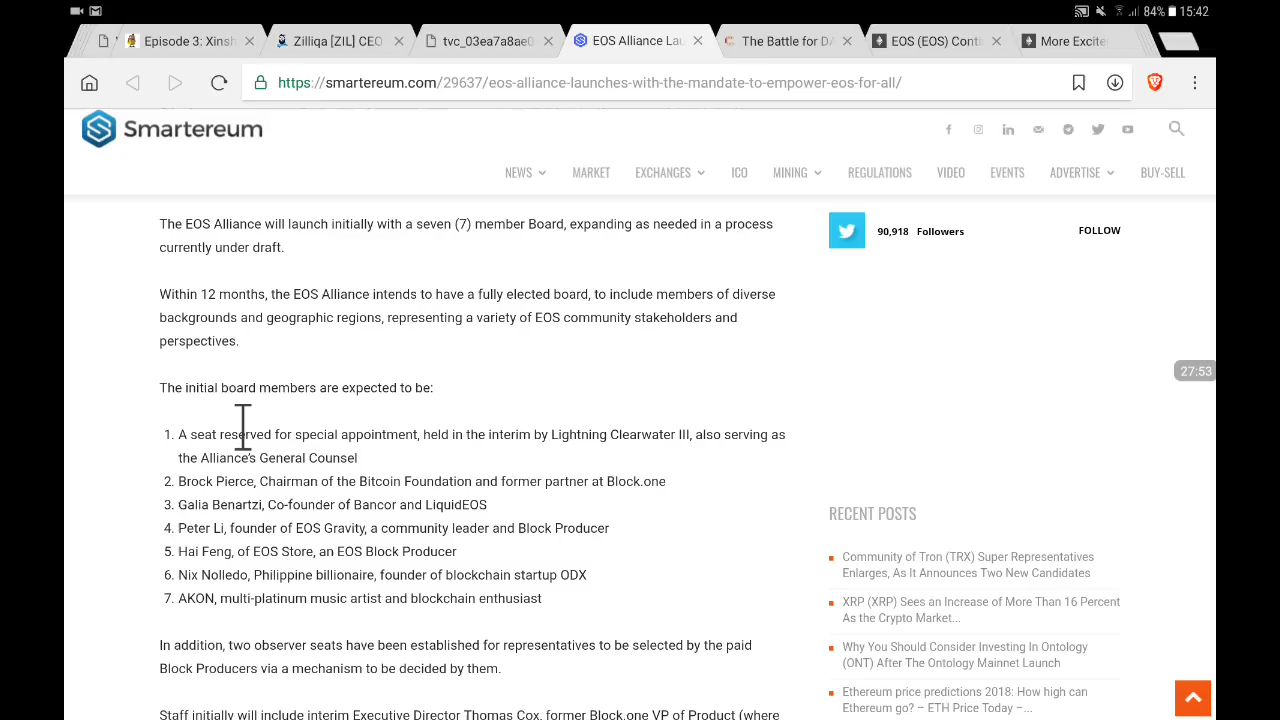 84% 15:42
Episode 3: Xinsh
Zilliqa [ZIL] CEO
tvc_03ea7a8ae0
EOS Alliance Lau
The Battle for DA
EOS (EOS) Conti
More Excite
https://smartereum.com/29637/eos-alliance-launches-with-the-mandate-to-empower-eos-for-all/
Smartereum
NEWS MARKET EXCHANGES ICO MINING REGULATIONS VIDEO EVENTS ADVERTISE BUY-SELL
The EOS Alliance will launch initially with a seven (7) member Board, expanding as needed in a process
currently under draft.
Within 12 months, the EOS Alliance intends to have a fully elected board, to include members of diverse
backgrounds and geographic regions, representing a variety of EOS community stakeholders and
perspectives.
The initial board members are expected to be:
1. A seat reserved for special appointment, held in the interim by Lightning Clearwater III, also serving as
the Alliance's General Counsel
2. Brock Pierce, Chairman of the Bitcoin Foundation and former partner at Block.one
3. Galia Benartzi, Co-founder of Bancor and LiquidEOS
4. Peter Li, founder of EOS Gravity, a community leader and Block Producer
5. Hai Feng, of EOS Store, an EOS Block Producer
6. Nix Nolledo, Philippine billionaire, founder of blockchain startup ODX
7. AKON, multi-platinum music artist and blockchain enthusiast
In addition, two observer seats have been established for representatives to be selected by the paid
Block Producers via a mechanism to be decided by them.
Staff initially will include interim Executive Director Thomas Cox, former Block.one VP of Product (where
90,918 Followers FOLLOW
27:53
RECENT POSTS
Community of Tron (TRX) Super Representatives
Enlarges, As It Announces Two New Candidates
XRP (XRP) Sees an Increase of More Than 16 Percent
As the Crypto Market...
Why You Should Consider Investing In Ontology
(ONT) After The Ontology Mainnet Launch
Ethereum price predictions 2018: How high can
Ethereum go? – ETH Price Today –...